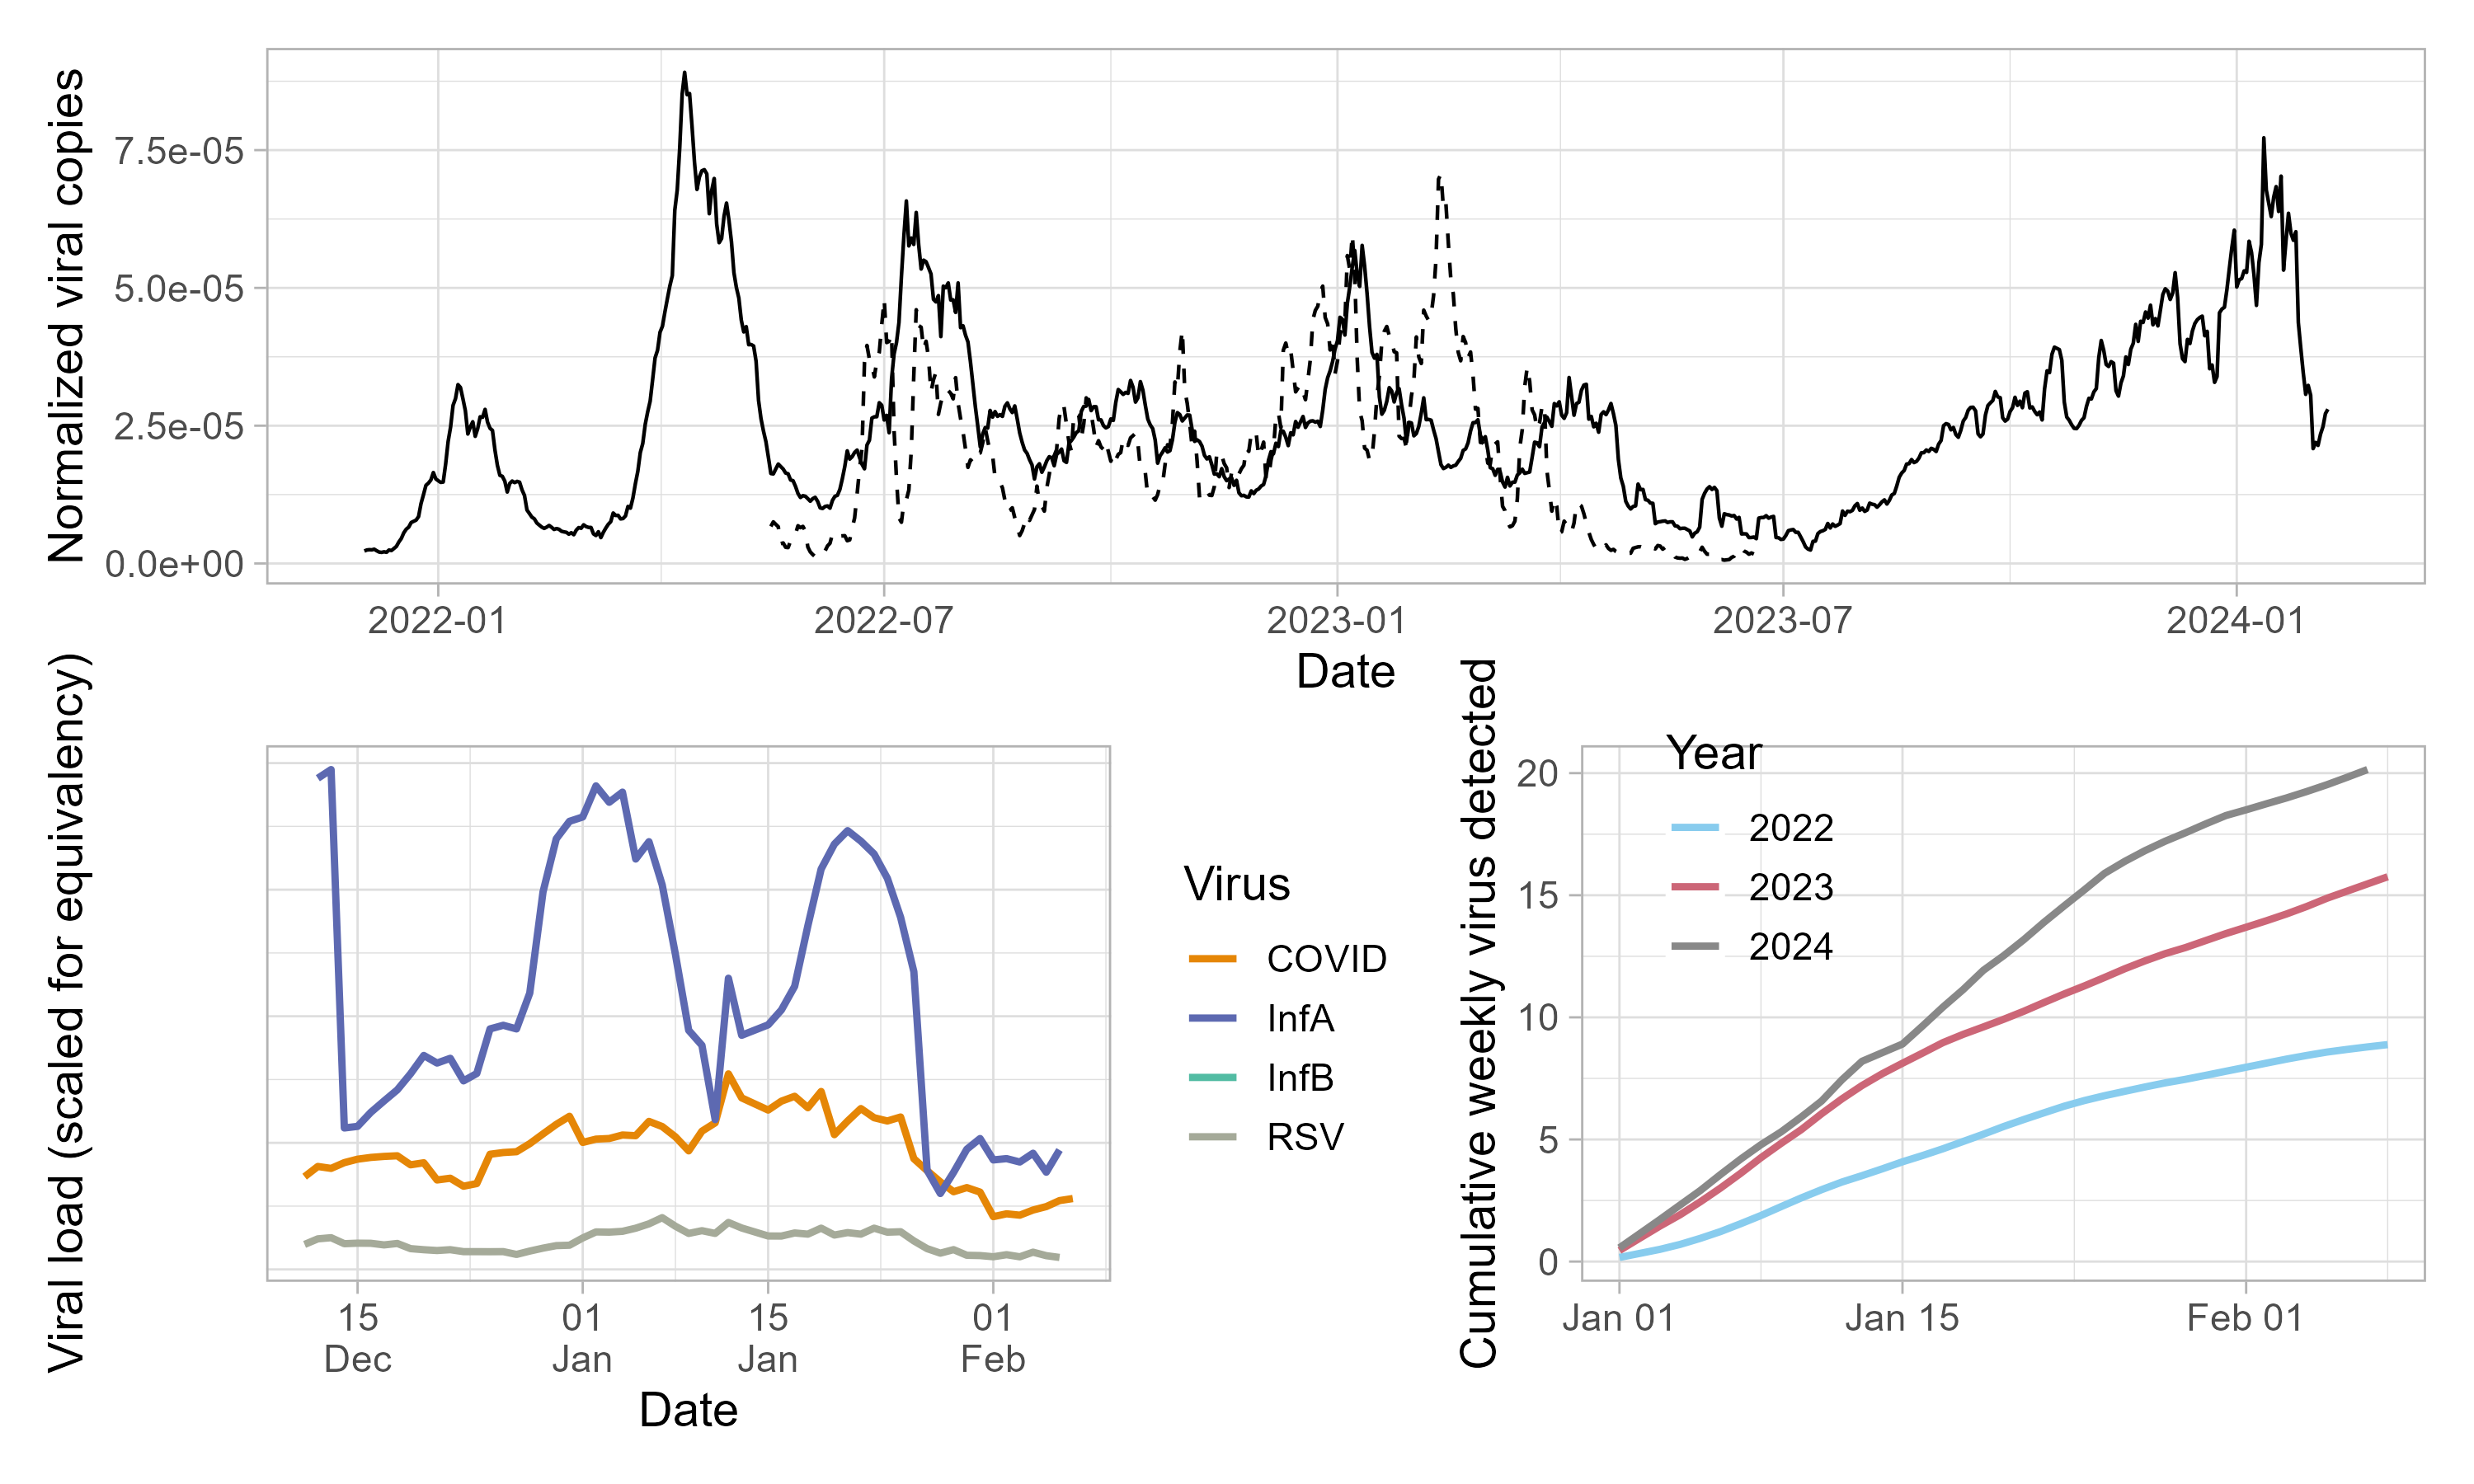 Normalized viral copies
7.5e-05
5.0e-05
2.5e-05
0.0e+00
2022-01
2022-07
2023-01
2023-07
2024-01
Date
Viral load (scaled for equivalency)
15
Dec
01
Jan
15
Jan
01
Feb
Date
Virus
COVID
InfA
InfB
RSV
Cumulative weekly virus detected
20
15
10
5
0
Year
2022
2023
2024
Jan 01
Jan 15
Feb 01